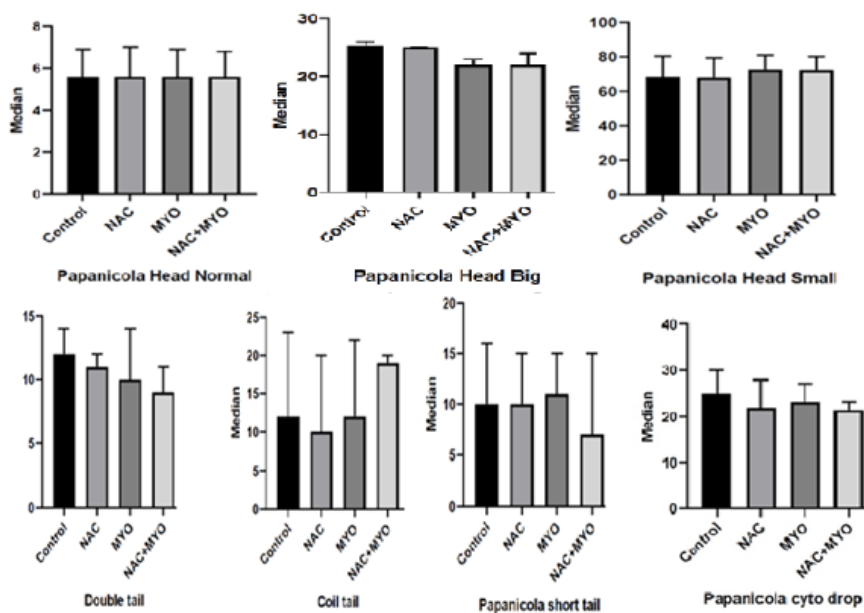 8
6
4
2
0
Median
Control
NAC
MYO
NAC+MYO
Papanicola Head Normal
30
20
10
0
Median
Control
NAC
MYO
NAC+MYO
Papanicola Head Big
100
80
60
40
20
0
Median
Control
NAC
MYO
NAC+MYO
Papanicola Head Small
15
10
5
0
Control
NAC
MYO
NAC+MYO
Double tail
25
20
15
10
5
0
Median
Control
NAC
MYO
NAC+MYO
Coil tail
20
15
10
5
0
Median
Control
NAC
MYO
NAC+MYO
Papanicola short tail
40
30
20
10
0
Median
Control
NAC
MYO
NAC+MYO
Papanicola cyto drop